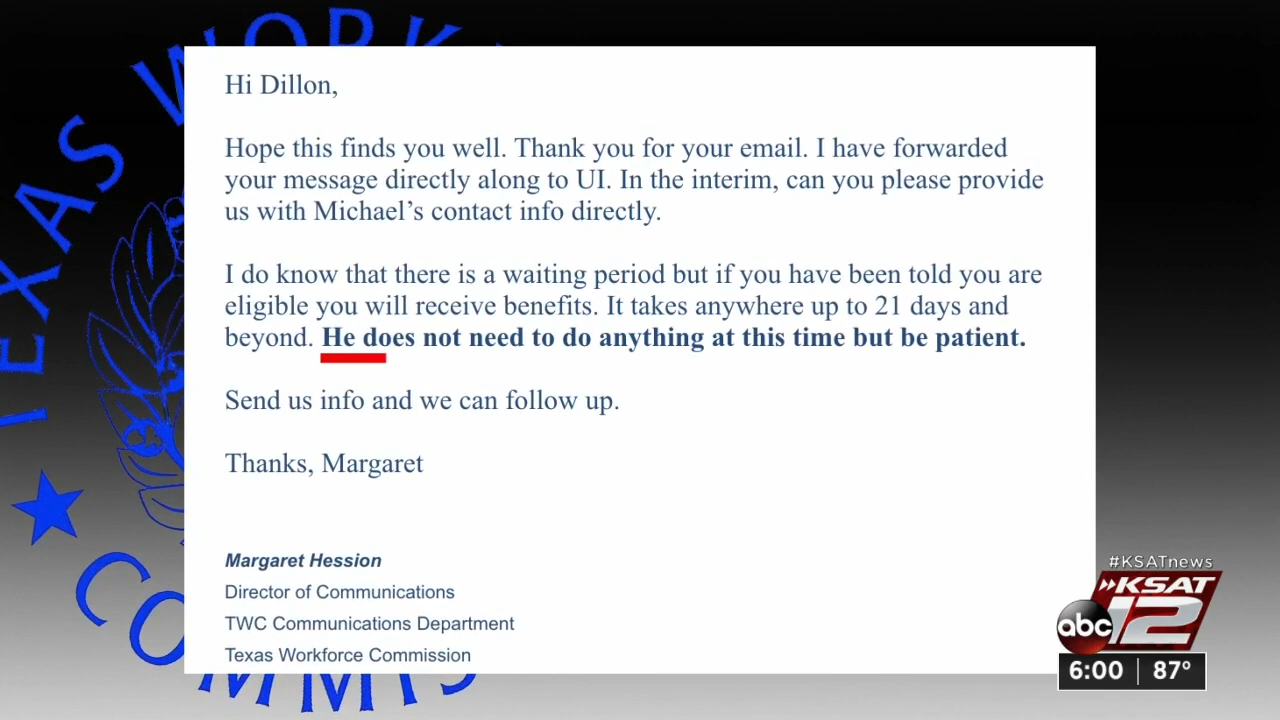 TEXAS WORK
COMMIS
Hi Dillon,
Hope this finds you well. Thank you for your email. I have forwarded
your message directly along to UI. In the interim, can you please provide
us with Michael’s contact info directly.
I do know that there is a waiting period but if you have been told you are
eligible you will receive benefits. It takes anywhere up to 21 days and
beyond. He does not need to do anything at this time but be patient.
Send us info and we can follow up.
Thanks, Margaret
Margaret Hession
Director of Communications
TWC Communications Department
Texas Workforce Commission
#KSATnews
KSAT
abc 12
6:00 87°